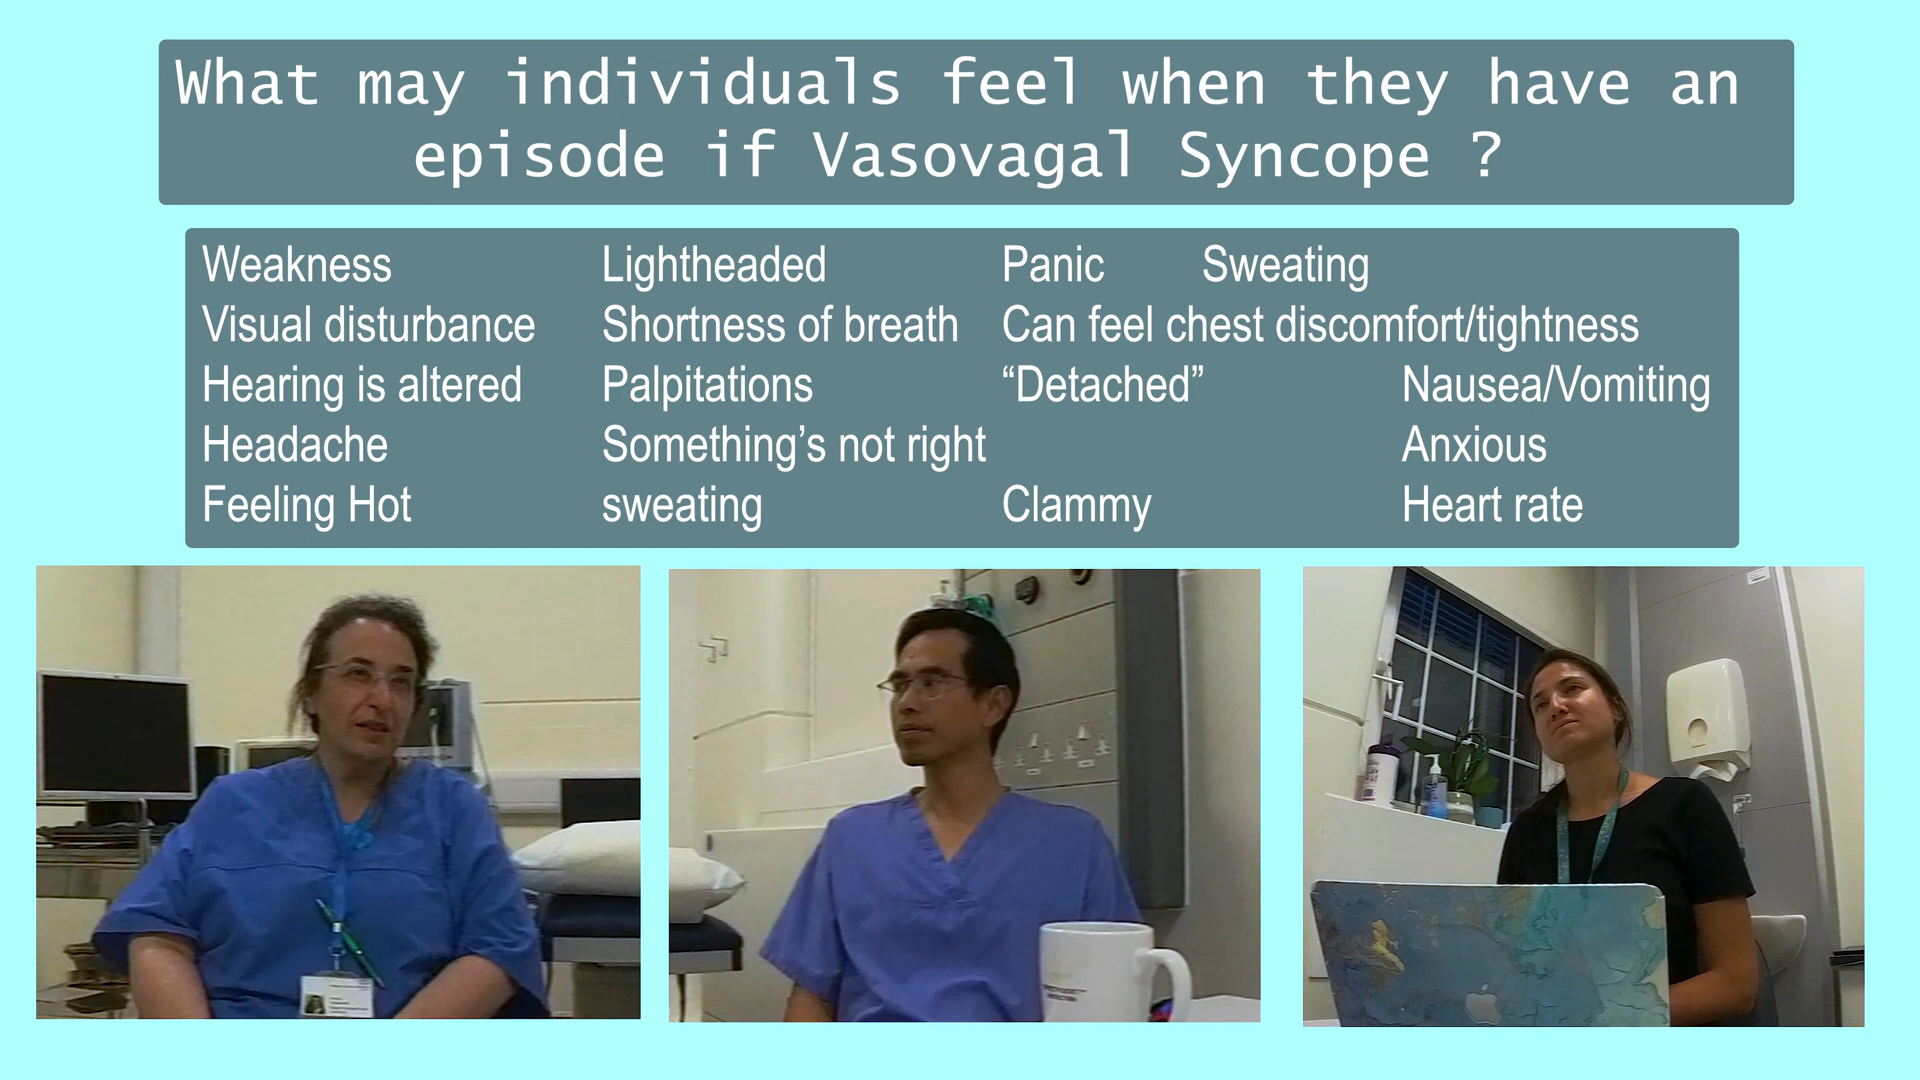 What may individuals feel when they have an
episode if Vasovagal Syncope ?
Weakness Lightheaded Panic Sweating
Visual disturbance Shortness of breath Can feel chest discomfort/tightness
Hearing is altered Palpitations “Detached” Nausea/Vomiting
Headache Something’s not right Anxious
Feeling Hot sweating Clammy Heart rate